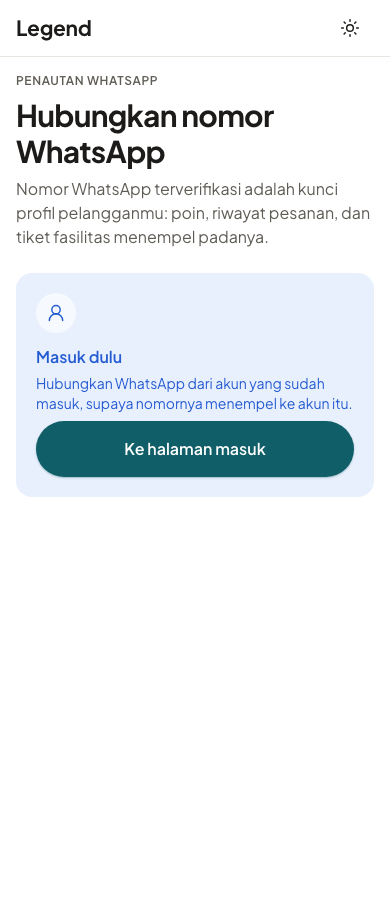 Legend
PENAUTAN WHATSAPP
Hubungkan nomor
WhatsApp
Nomor WhatsApp terverifikasi adalah kunci
profil pelangganmu: poin, riwayat pesanan, dan
tiket fasilitas menempel padanya.
Masuk dulu
Hubungkan WhatsApp dari akun yang sudah
masuk, supaya nomornya menempel ke akun itu.
Ke halaman masuk